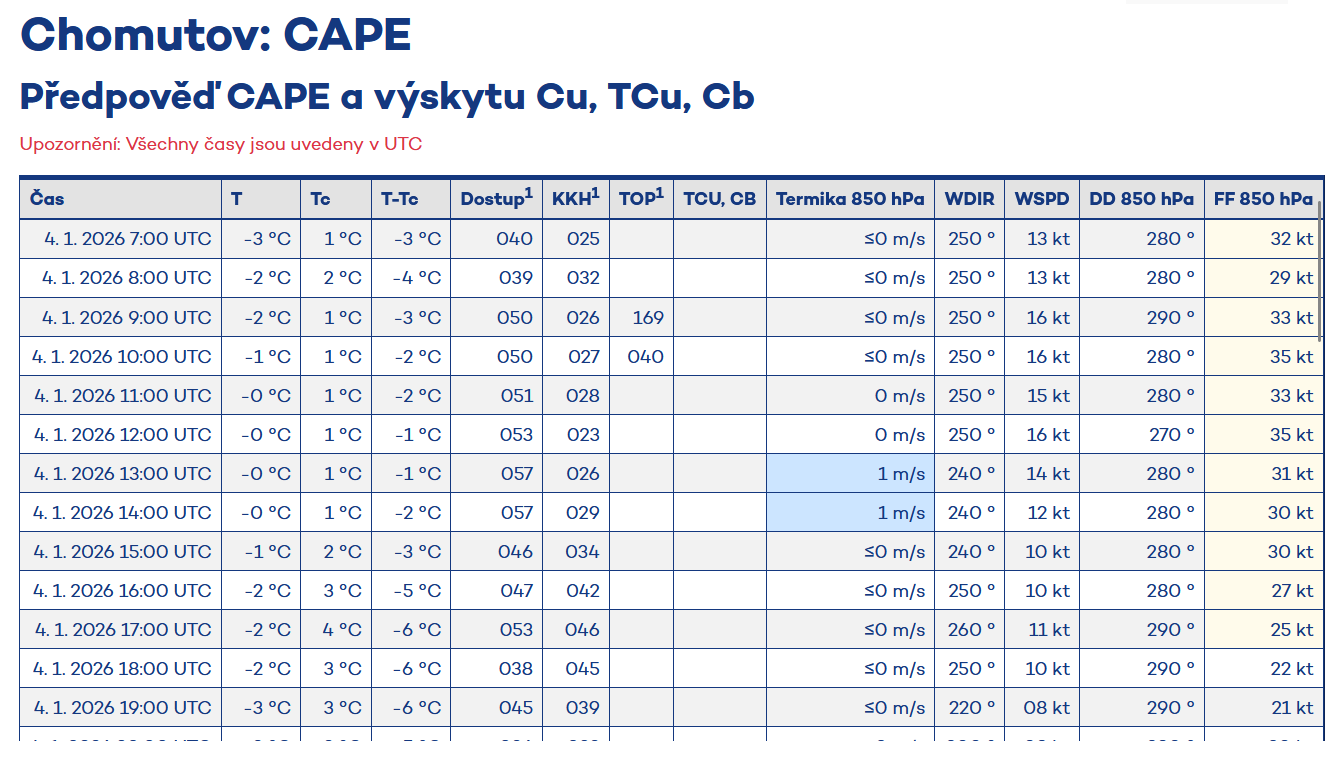 Chomutov: CAPE
Předpověď CAPE a výskytu Cu, TCu, Cb
Upozornění: Všechny časy jsou uvedeny v UTC
Čas T Tc T-Tc Dostup1 KKH1 TOP1 TCU, CB Termika 850 hPa WDIR WSPD DD 850 hPa FF 850 hPa
4. 1. 2026 7:00 UTC -3 °C 1 °C -3 °C 040 025 ≤0 m/s 250 ° 13 kt 280 ° 32 kt
4. 1. 2026 8:00 UTC -2 °C 2 °C -4 °C 039 032 ≤0 m/s 250 ° 13 kt 280 ° 29 kt
4. 1. 2026 9:00 UTC -2 °C 1 °C -3 °C 050 026 169 ≤0 m/s 250 ° 16 kt 290 ° 33 kt
4. 1. 2026 10:00 UTC -1 °C 1 °C -2 °C 050 027 040 ≤0 m/s 250 ° 16 kt 280 ° 35 kt
4. 1. 2026 11:00 UTC -0 °C 1 °C -2 °C 051 028 0 m/s 250 ° 15 kt 280 ° 33 kt
4. 1. 2026 12:00 UTC -0 °C 1 °C -1 °C 053 023 0 m/s 250 ° 16 kt 270 ° 35 kt
4. 1. 2026 13:00 UTC -0 °C 1 °C -1 °C 057 026 1 m/s 240 ° 14 kt 280 ° 31 kt
4. 1. 2026 14:00 UTC -0 °C 1 °C -2 °C 057 029 1 m/s 240 ° 12 kt 280 ° 30 kt
4. 1. 2026 15:00 UTC -1 °C 2 °C -3 °C 046 034 ≤0 m/s 240 ° 10 kt 280 ° 30 kt
4. 1. 2026 16:00 UTC -2 °C 3 °C -5 °C 047 042 ≤0 m/s 250 ° 10 kt 280 ° 27 kt
4. 1. 2026 17:00 UTC -2 °C 4 °C -6 °C 053 046 ≤0 m/s 260 ° 11 kt 290 ° 25 kt
4. 1. 2026 18:00 UTC -2 °C 3 °C -6 °C 038 045 ≤0 m/s 250 ° 10 kt 290 ° 22 kt
4. 1. 2026 19:00 UTC -3 °C 3 °C -6 °C 045 039 ≤0 m/s 220 ° 08 kt 290 ° 21 kt